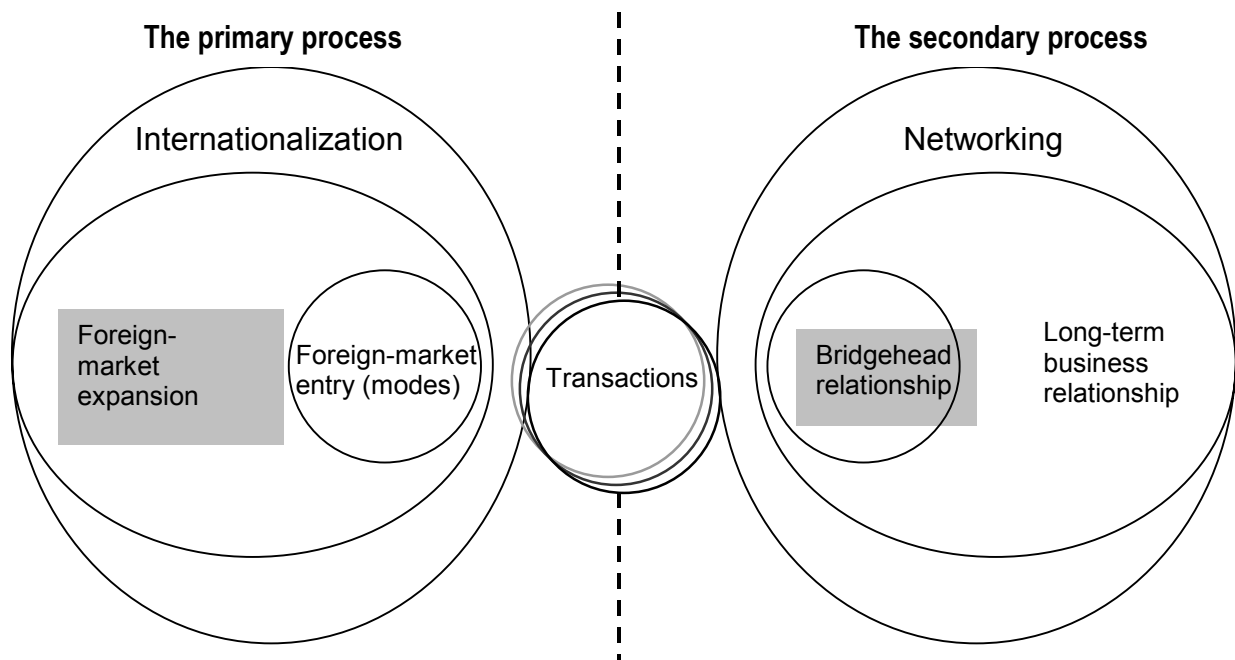 The primary process
The secondary process
Internationalization
Networking
Foreign-
market
expansion
Foreign-market
entry (modes)
Transactions
Bridgehead
relationship
Long-term
business
relationship